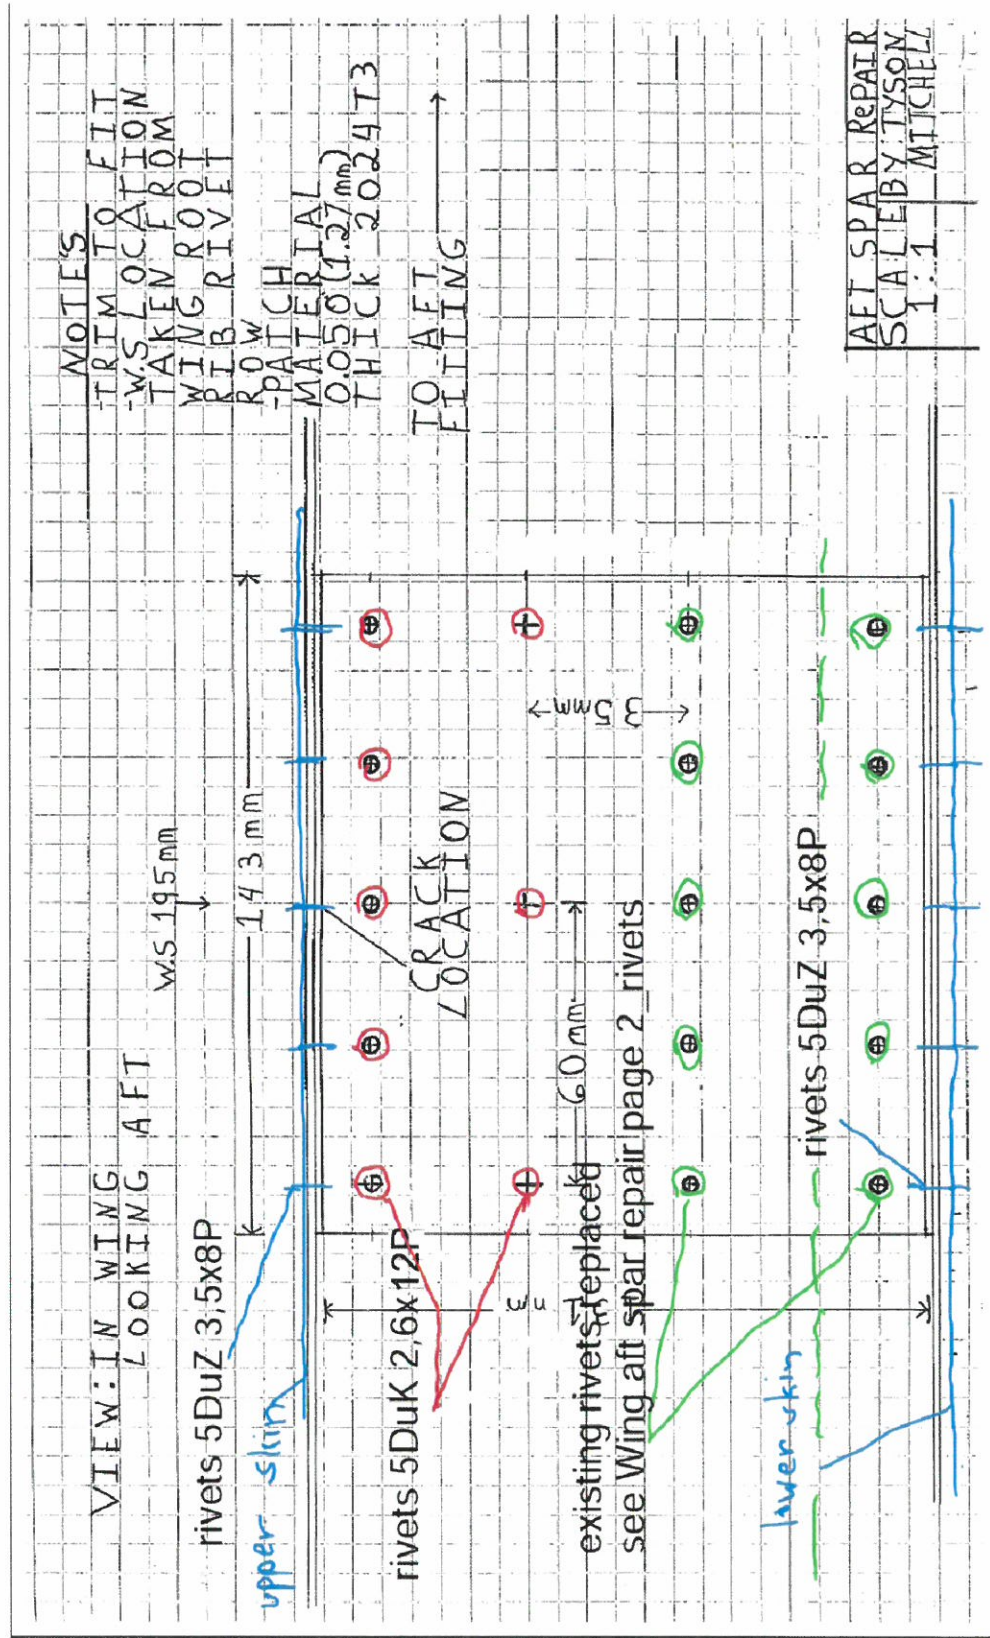 VIEW: IN WING
LOOKING AFT
W.S 195mm
143mm
rivets 5DuZ 3,5x8P
upper skin
rivets 5DuK 2,6x12P
CRACK
LOCATION
35mm
60mm
existing rivets replaced
see Wing aft spar repair page 2_rivets
rivets 5DuZ 3,5x8P
lower skin
NOTES
-TRIM TO FIT
-W.S LOCATION
TAKEN FROM
WING ROOT
RIB RIVET
ROW
-PATCH
MATERIAL
0.050 (1.27mm)
THICK 2024 T3
TO AFT
FITTING
AFT SPAR RePAIR
SCALE BY TYSON
1:1 MITCHELL